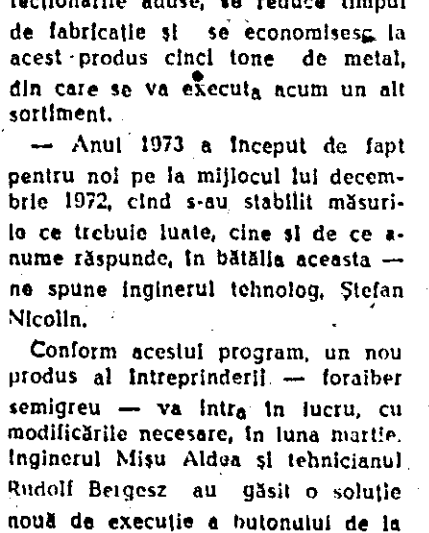 fecționările aduse, se reduce timpul
de fabricație și se economisesc la
acest produs cinci tone de metal,
din care se va executa acum un alt
sortiment.
— Anul 1973 a început de fapt
pentru noi pe la mijlocul lui decem-
brie 1972, cînd s-au stabilit măsuri-
le ce trebuie luate, cine și de ce a-
nume răspunde, în bătălia aceasta —
ne spune inginerul tehnolog, Ștefan
Nicolin.
Conform acestui program, un nou
produs al întreprinderii — foraiber
semigreu — va intra în lucru, cu
modificările necesare, în luna martie.
Inginerul Mișu Aldea și tehnicianul
Rudolf Bergesz au găsit o soluție
nouă de execuție a butonului de la